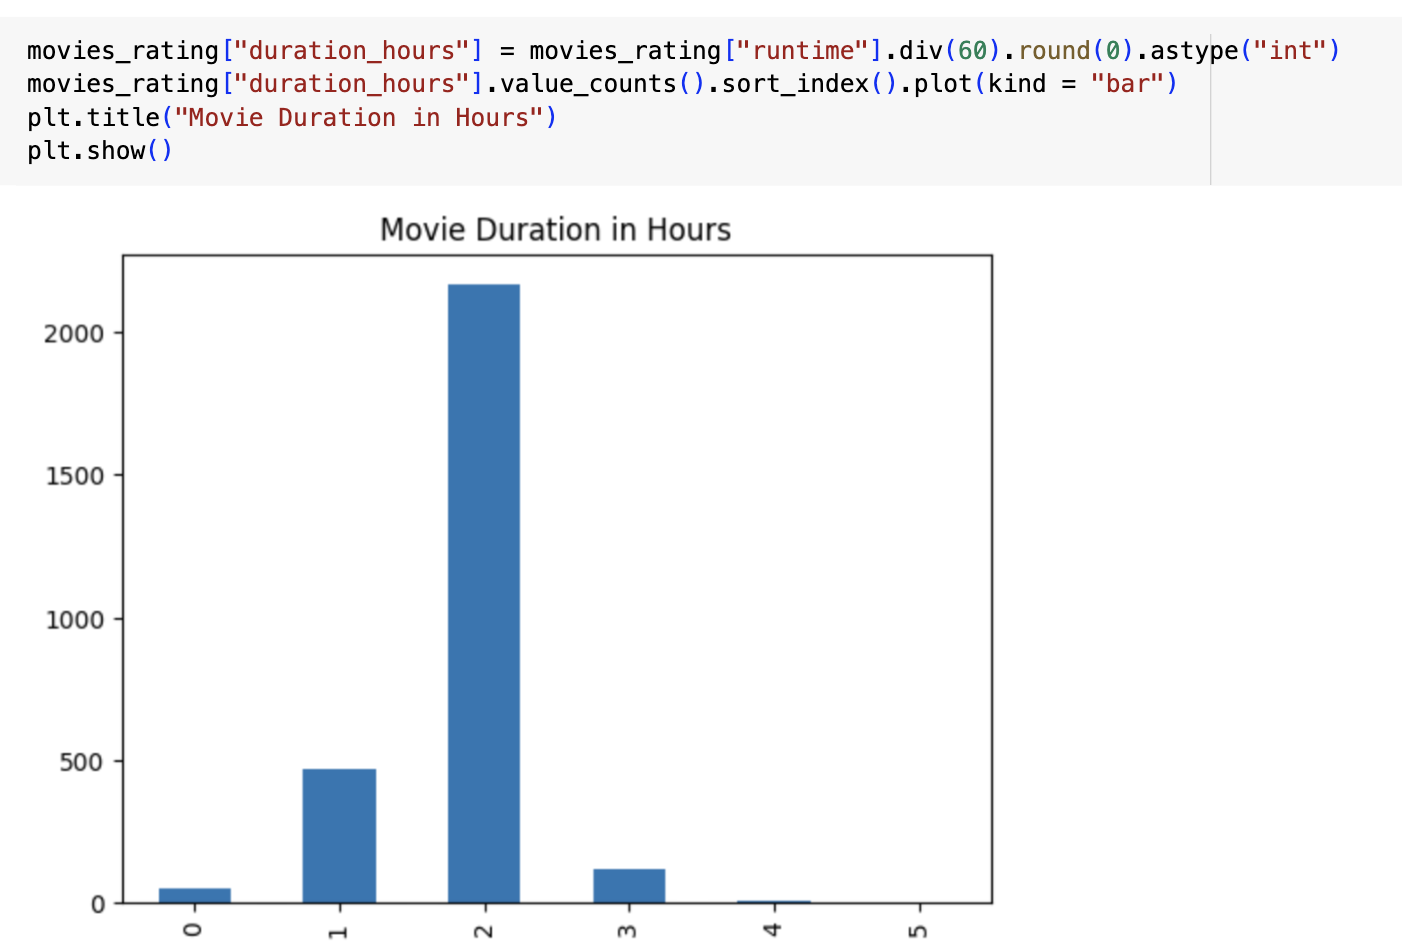 movies_rating["duration_hours"] = movies_rating["runtime"].div(60).round(0).astype("int")
movies_rating["duration_hours"].value_counts().sort_index().plot(kind = "bar")
plt.title("Movie Duration in Hours")
plt.show()
Movie Duration in Hours
2000
1500
1000
500
0
0 1 2 3 4 5